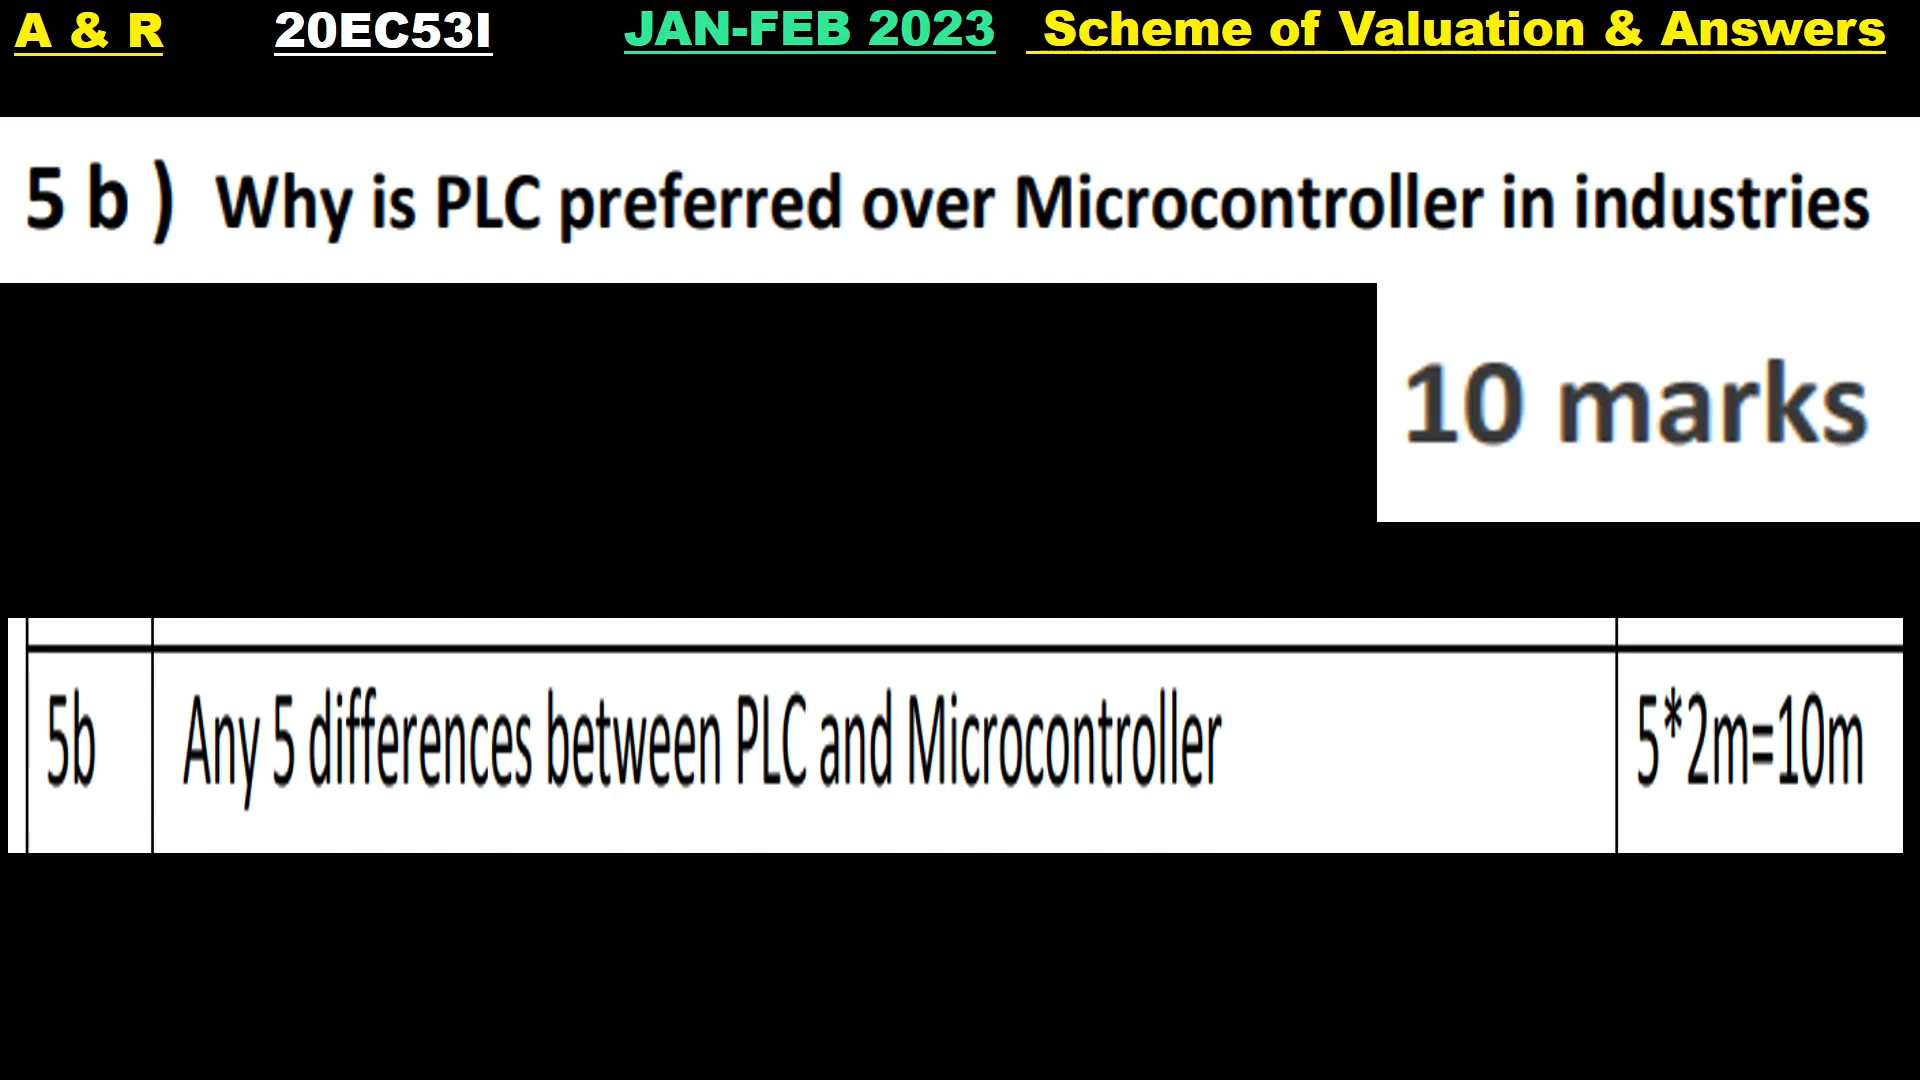 A & R 20EC53I JAN-FEB 2023 Scheme of Valuation & Answers
5 b ) Why is PLC preferred over Microcontroller in industries
10 marks
5b Any 5 differences between PLC and Microcontroller 5*2m=10m